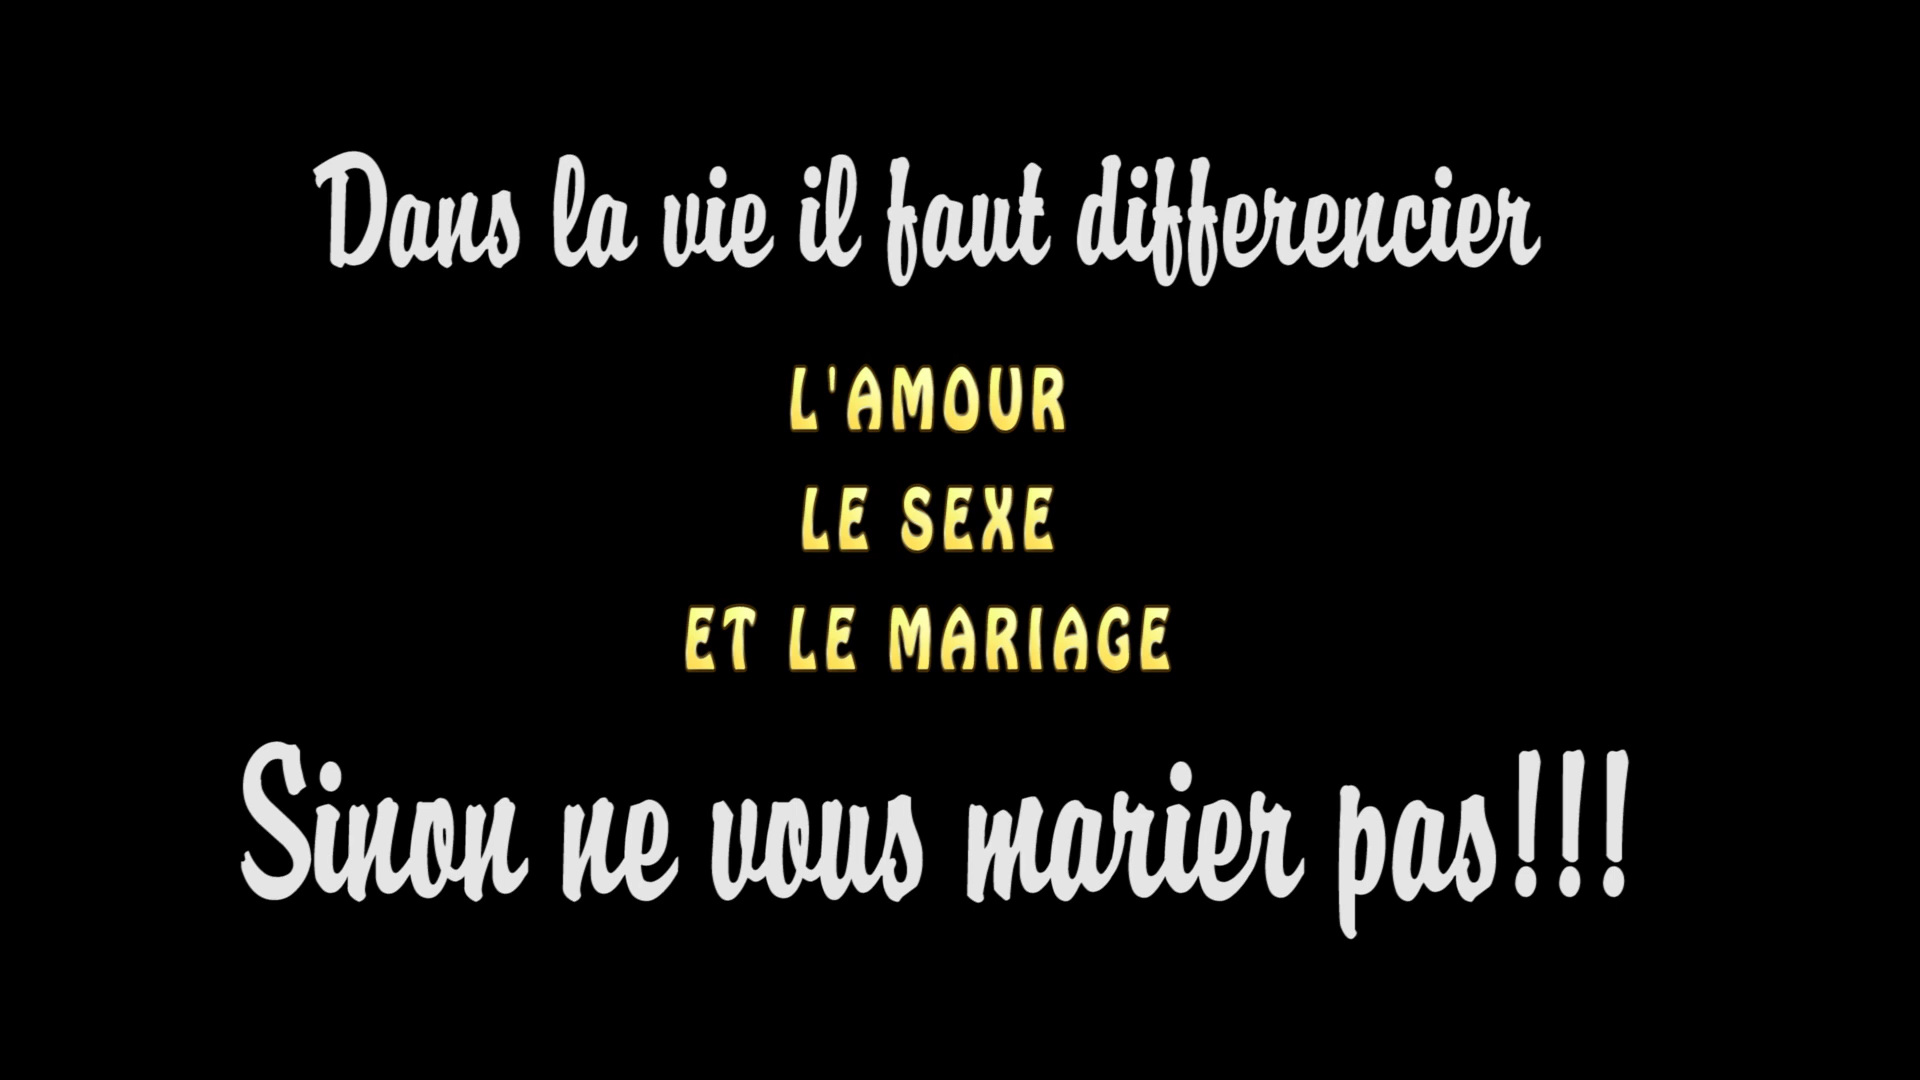 Dans la vie il faut differencier
L'AMOUR
LE SEXE
ET LE MARIAGE
Sinon ne vous marier pas!!!